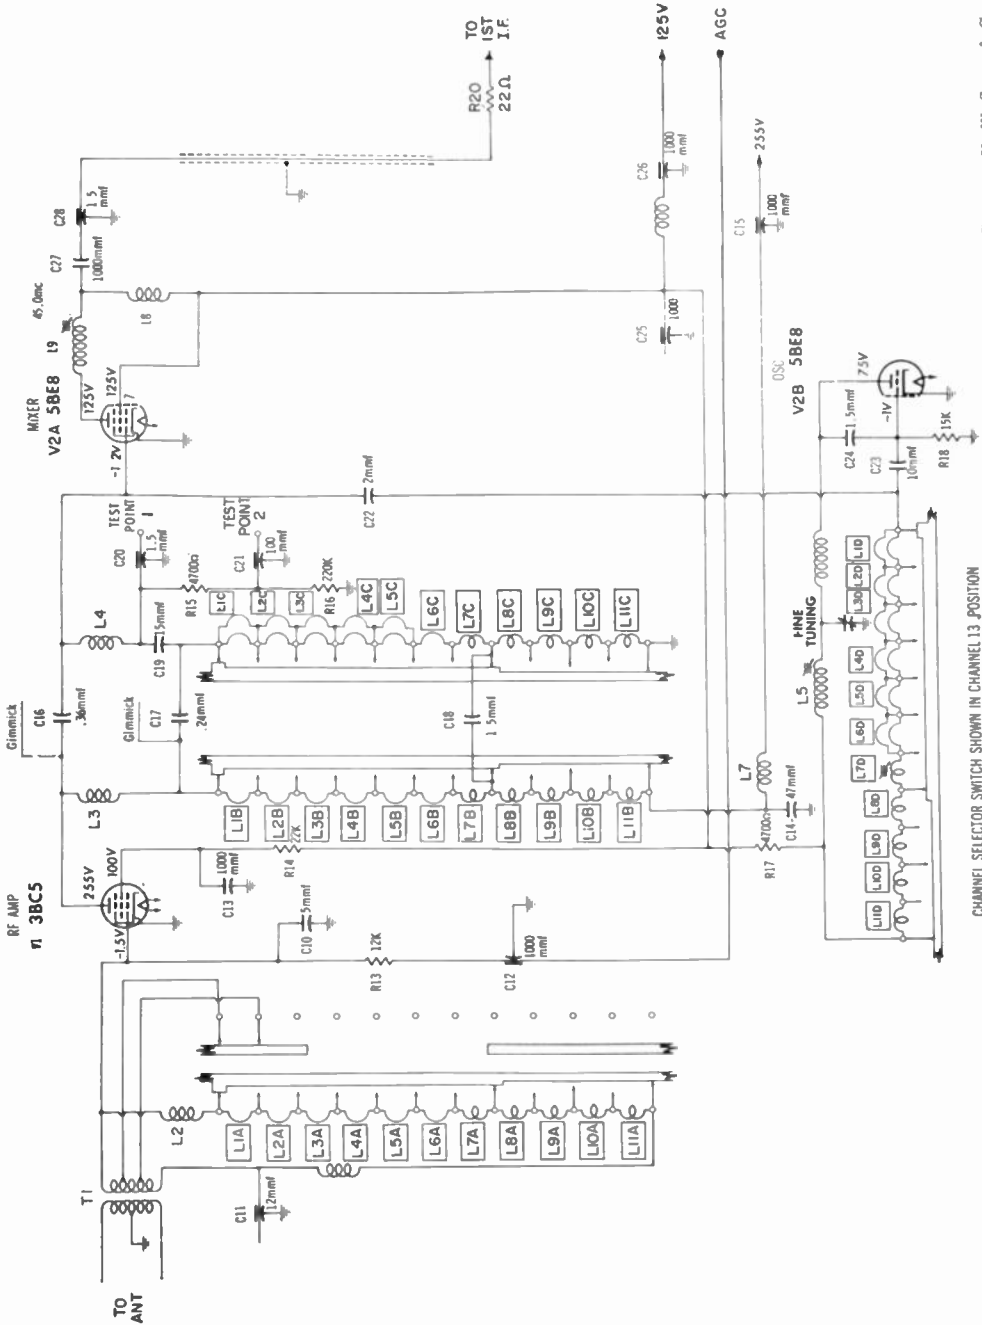 TO
ANT
T1
L2
C11
12mmf
L1A
L2A
L3A
L4A
L5A
L6A
L7A
L8A
L9A
L10A
L11A
RF AMP
V1 3BC5
-1.5V
255V
100V
C10
5mmf
R13
12K
C12
1000
mmf
C13
1000
mmf
R14
22K
L3
L1B
L2B
L3B
L4B
L5B
L6B
L7B
L8B
L9B
L10B
L11B
Gimmick
C16
.36mmf
Gimmick
C17
.24mmf
C18
1.5mmf
L4
C19
15mmf
C20
1.5
mmf
TEST
POINT
1
R15
4700Ω
C21
100
mmf
TEST
POINT
2
R16
220K
L1C
L2C
L3C
L4C
L5C
L6C
L7C
L8C
L9C
L10C
L11C
C22
2mmf
MIXER
V2A 5BE8
-1.2V
125V
125V
7
L9
45.0mc
L8
C27
1000mmf
C28
1.5
mmf
R20
22Ω
TO
1ST
I.F.
C25
1000
C26
1000
mmf
125V
AGC
C15
1000
mmf
255V
L7
C14
47mmf
R17
4700Ω
L5
FINE
TUNING
L1D
L2D
L3D
L4D
L5D
L6D
L7D
L8D
L9D
L10D
L11D
OSC
V2B 5BE8
75V
-1V
C24
1.5mmf
C23
10mmf
R18
15K
CHANNEL SELECTOR SWITCH SHOWN IN CHANNEL 13 POSITION